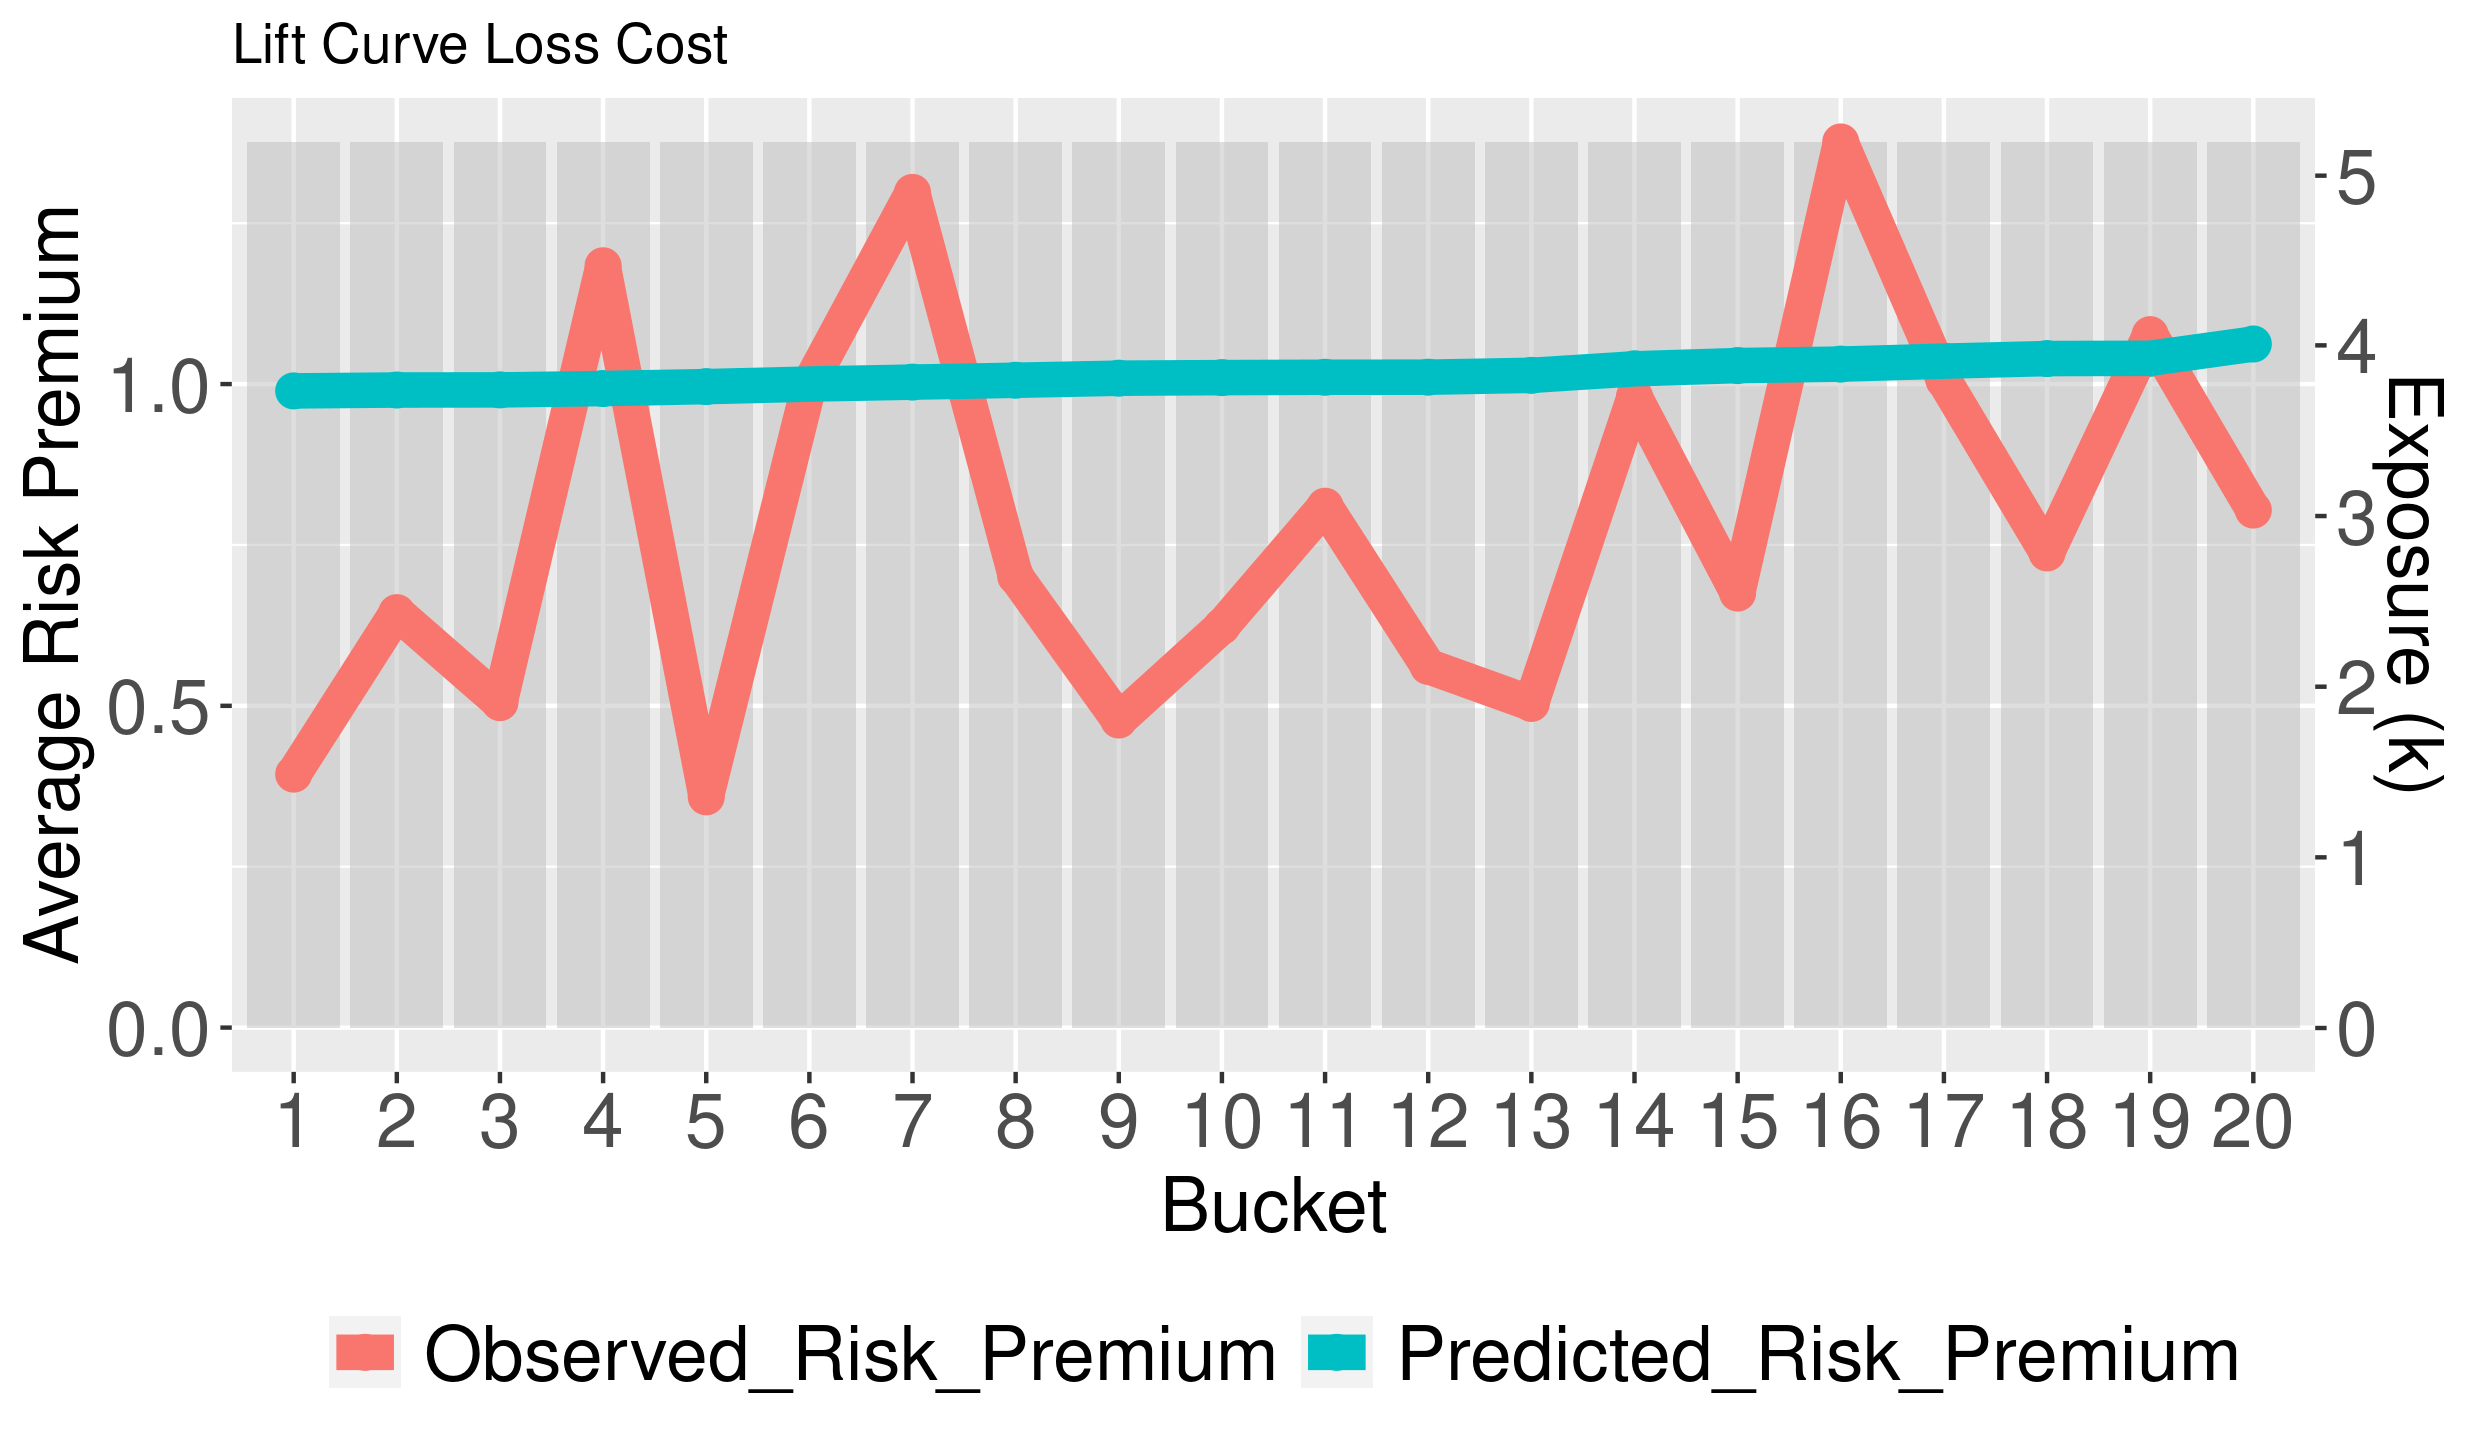 Lift Curve Loss Cost
Average Risk Premium
1.0
0.5
0.0
5
4
3
2
1
0
Exposure (k)
1 2 3 4 5 6 7 8 9 10 11 12 13 14 15 16 17 18 19 20
Bucket
Observed_Risk_Premium Predicted_Risk_Premium